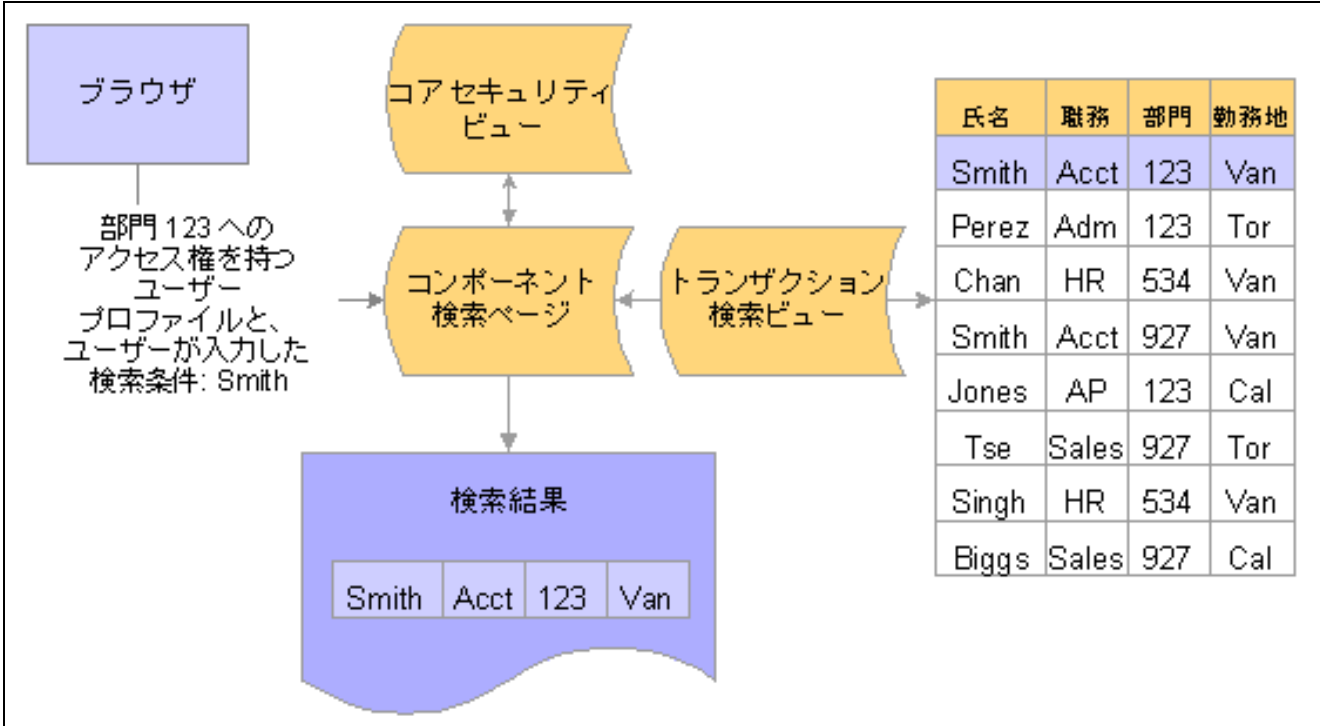 ブラウザ
部門 123 への
アクセス権を持つ
ユーザー
プロファイルと、
ユーザーが入力した
検索条件: Smith
コア セキュリティ
ビュー
コンポーネント
検索ページ
トランザクション
検索ビュー
検索結果
Smith Acct 123 Van
氏名 職務 部門 勤務地
Smith Acct 123 Van
Perez Adm 123 Tor
Chan HR 534 Van
Smith Acct 927 Van
Jones AP 123 Cal
Tse Sales 927 Tor
Singh HR 534 Van
Biggs Sales 927 Cal